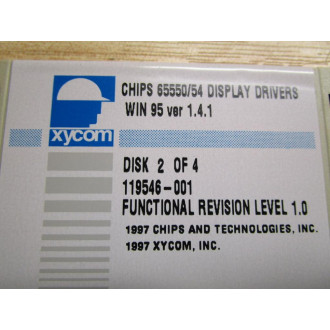 CHIPS 65550/54 DISPLAY DRIVERS
WIN 95 ver 1.4.1
xycom
DISK 2 OF 4
119546-001
FUNCTIONAL REVISION LEVEL 1.0
1997 CHIPS AND TECHNOLOGIES, INC.
1997 XYCOM, INC.